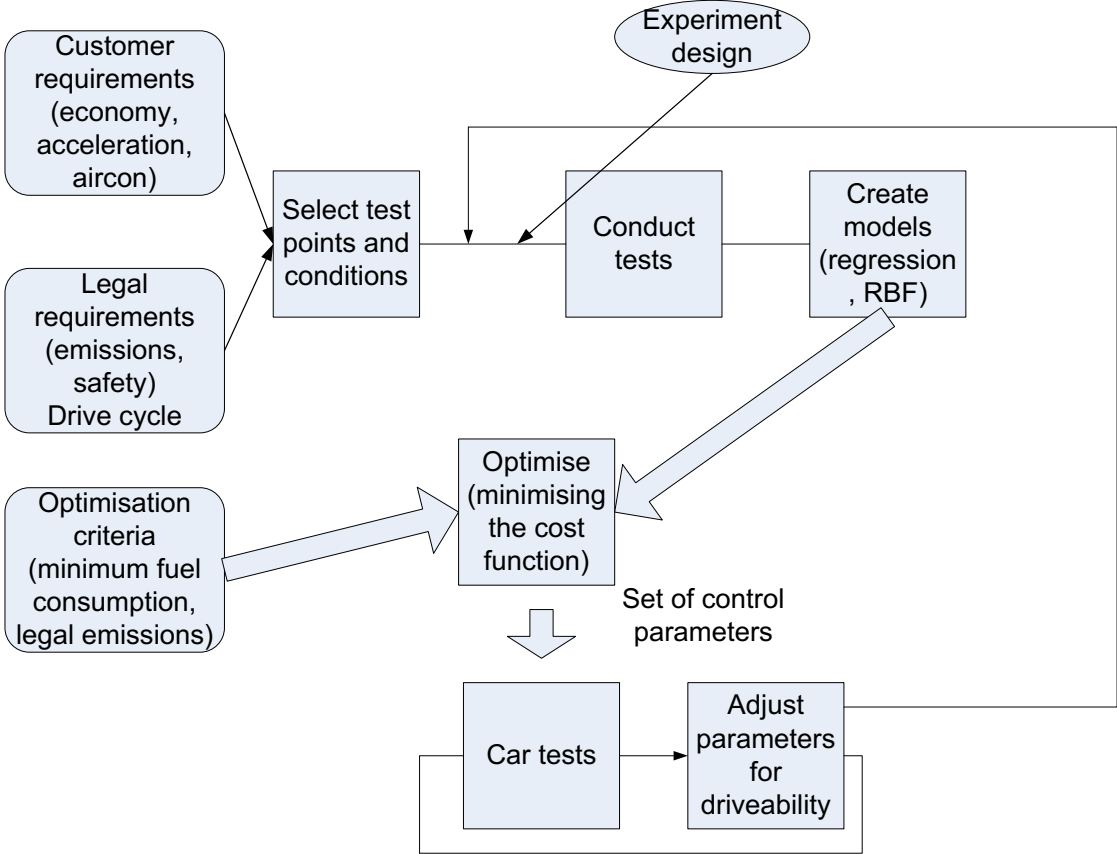 Experiment
design
Customer
requirements
(economy,
acceleration,
aircon)
Select test
points and
conditions
Conduct
tests
Create
models
(regression
, RBF)
Legal
requirements
(emissions,
safety)
Drive cycle
Optimisation
criteria
(minimum fuel
consumption,
legal emissions)
Optimise
(minimising
the cost
function)
Set of control
parameters
Car tests
Adjust
parameters
for
driveability